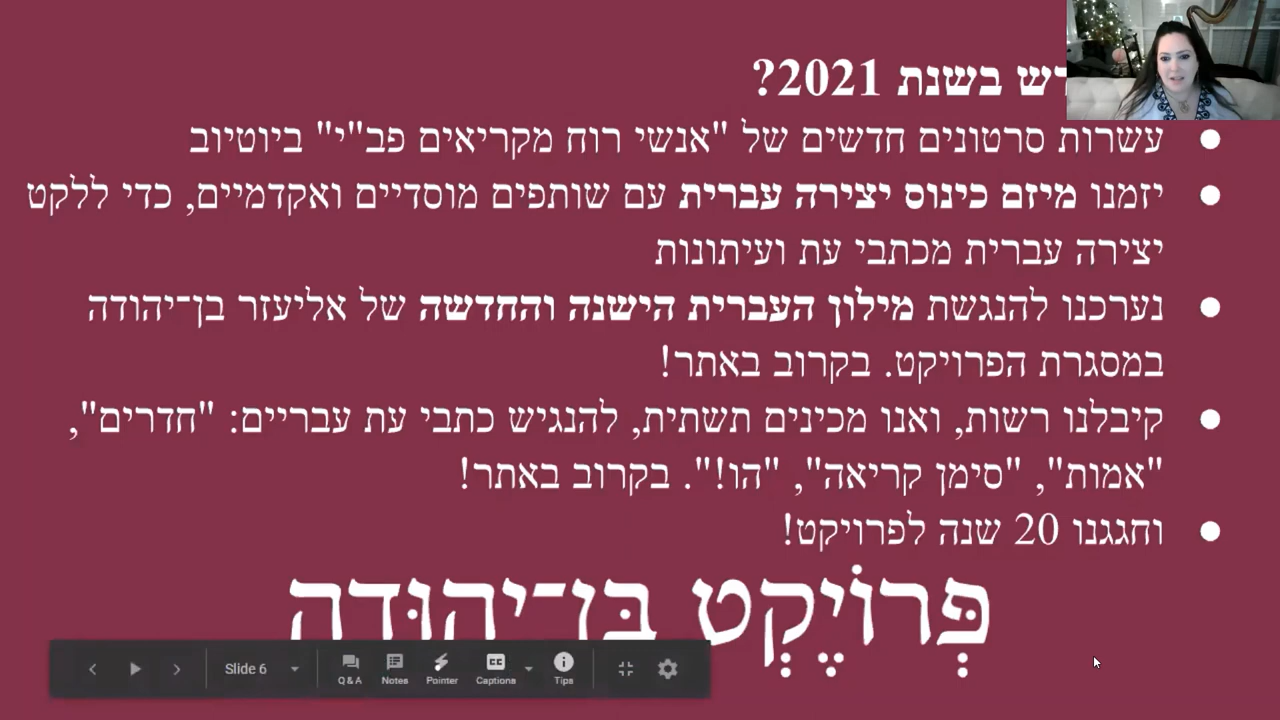 בשנת 2021?
עשרות סרטונים חדשים של "אנשי רוח מקריאים פב"י" ביוטיוב
יזמנו מיזם כינוס יצירה עברית עם שותפים מוסדיים ואקדמיים, כדי ללקט
יצירה עברית מכתבי עת ועיתונות
נערכנו להנגשת מילון העברית הישנה והחדשה של אליעזר בן־יהודה
במסגרת הפרויקט. בקרוב באתר!
קיבלנו רשות, ואנו מכינים תשתית, להנגיש כתבי עת עבריים: "חדרים",
"אמות", "סימן קריאה", "הו!". בקרוב באתר!
וחגגנו 20 שנה לפרויקט!
פְּרוֹיֶקְט בֶּן־יְהוּדָה
Slide 6
Q&A Notes Pointer Captions Tips